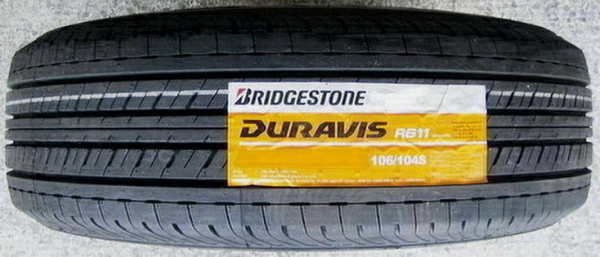 BRIDGESTONE
DURAVIS R611
106/104S